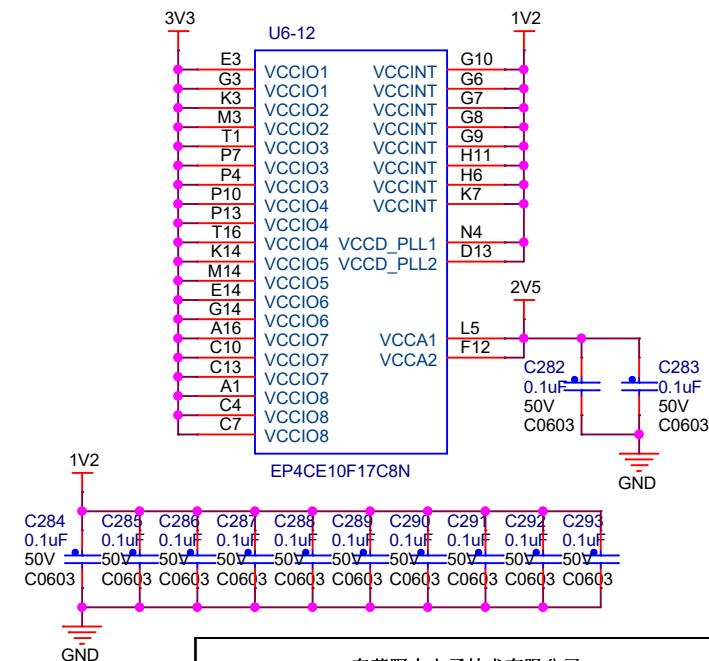 3V3
U6-12
1V2
E3 VCCIO1 VCCINT G10
G3 VCCIO1 VCCINT G6
K3 VCCIO2 VCCINT G7
M3 VCCIO2 VCCINT G8
T1 VCCIO3 VCCINT G9
P7 VCCIO3 VCCINT H11
P4 VCCIO3 VCCINT H6
P10 VCCIO4 VCCINT K7
P13 VCCIO4
T16 VCCIO4 VCCD_PLL1 N4
K14 VCCIO5 VCCD_PLL2 D13
M14 VCCIO5
E14 VCCIO6
G14 VCCIO6
2V5
A16 VCCIO7 VCCA1 L5
C10 VCCIO7 VCCA2 F12
C13 VCCIO7
A1 VCCIO8
C4 VCCIO8
C7 VCCIO8
EP4CE10F17C8N
C282
0.1uF
50V
C0603
C283
0.1uF
50V
C0603
GND
1V2
C284 C285 C286 C287 C288 C289 C290 C291 C292 C293
0.1uF 0.1uF 0.1uF 0.1uF 0.1uF 0.1uF 0.1uF 0.1uF 0.1uF 0.1uF
50V 50V 50V 50V 50V 50V 50V 50V 50V 50V
C0603 C0603 C0603 C0603 C0603 C0603 C0603 C0603 C0603 C0603
GND